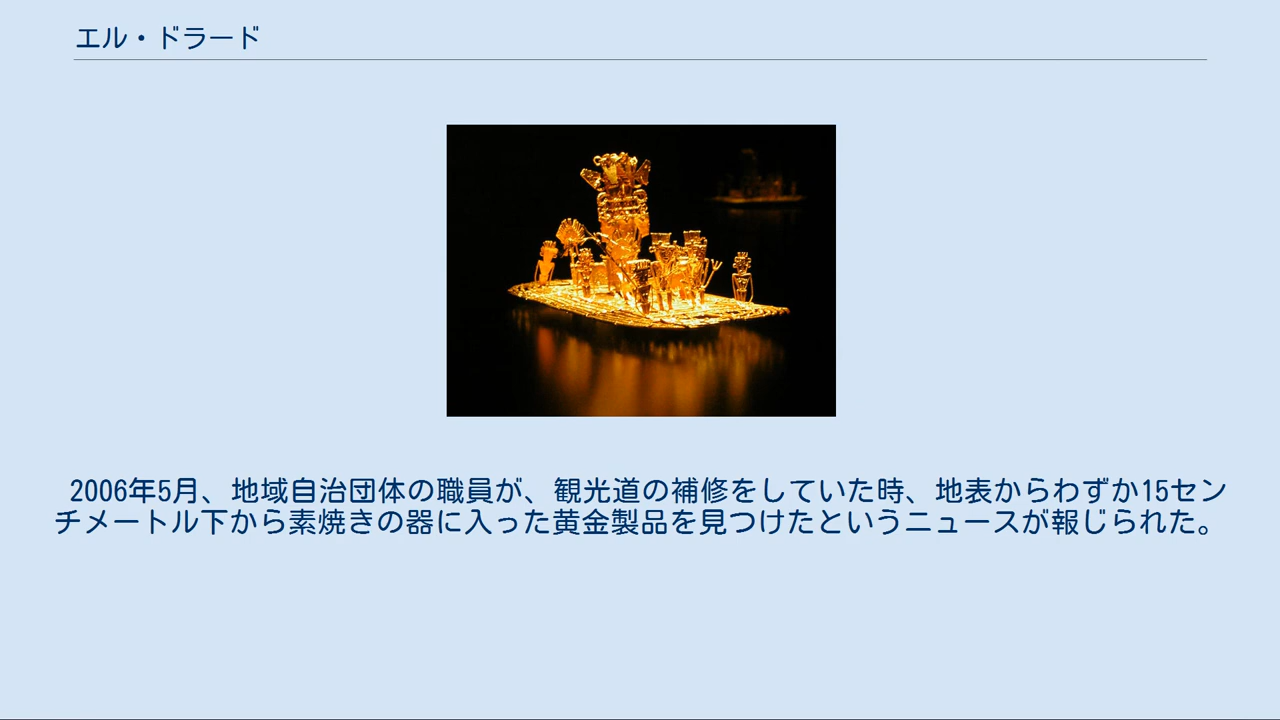 エル・ドラード
2006年5月、地域自治団体の職員が、観光道の補修をしていた時、地表からわずか15セン
チメートル下から素焼きの器に入った黄金製品を見つけたというニュースが報じられた。